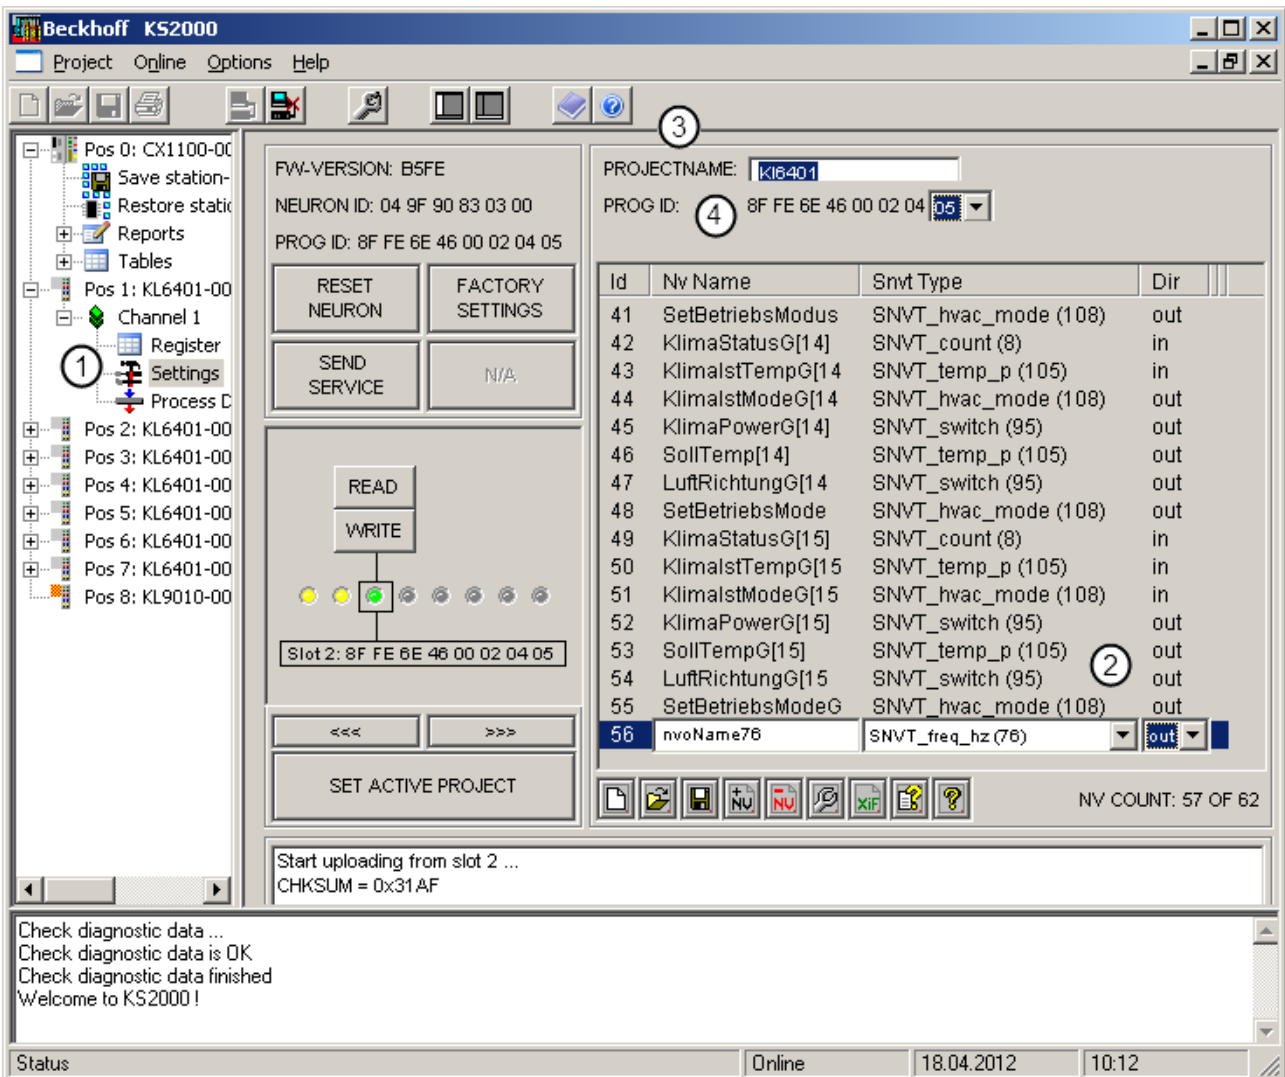 Beckhoff KS2000
Project Online Options Help
Pos 0: CX1100-00
Save station-
Restore static
Reports
Tables
Pos 1: KL6401-00
Channel 1
Register
1
Settings
Process D
Pos 2: KL6401-00
Pos 3: KL6401-00
Pos 4: KL6401-00
Pos 5: KL6401-00
Pos 6: KL6401-00
Pos 7: KL6401-00
Pos 8: KL9010-00
FW-VERSION: B5FE
NEURON ID: 04 9F 90 83 03 00
PROG ID: 8F FE 6E 46 00 02 04 05
RESET NEURON
FACTORY SETTINGS
SEND SERVICE
N/A
READ
WRITE
Slot 2: 8F FE 6E 46 00 02 04 05
<<< >>>
SET ACTIVE PROJECT
3
PROJECTNAME: Kl6401
PROG ID: 4 8F FE 6E 46 00 02 04 05
Id Nv Name Snvt Type Dir
41 SetBetriebsModus SNVT_hvac_mode (108) out
42 KlimaStatusG[14] SNVT_count (8) in
43 KlimaIstTempG[14 SNVT_temp_p (105) in
44 KlimaIstModeG[14 SNVT_hvac_mode (108) out
45 KlimaPowerG[14] SNVT_switch (95) out
46 SollTemp[14] SNVT_temp_p (105) out
47 LuftRichtungG[14 SNVT_switch (95) out
48 SetBetriebsMode SNVT_hvac_mode (108) out
49 KlimaStatusG[15] SNVT_count (8) in
50 KlimaIstTempG[15 SNVT_temp_p (105) in
51 KlimaIstModeG[15 SNVT_hvac_mode (108) in
52 KlimaPowerG[15] SNVT_switch (95) out
53 SollTempG[15] SNVT_temp_p (105) out
2
54 LuftRichtungG[15 SNVT_switch (95) out
55 SetBetriebsModeG SNVT_hvac_mode (108) out
56 nvoName76 SNVT_freq_hz (76) out
+NV -NV XiF ? ?
NV COUNT: 57 OF 62
Start uploading from slot 2 ...
CHKSUM = 0x31AF
Check diagnostic data ...
Check diagnostic data is OK
Check diagnostic data finished
Welcome to KS2000 !
Status Online 18.04.2012 10:12